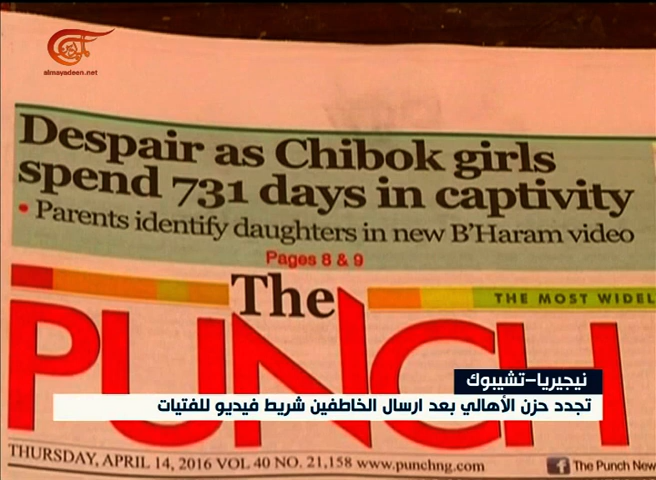 almayadeen.net
Despair as Chibok girls
spend 731 days in captivity
• Parents identify daughters in new B'Haram video
Pages 8 & 9
The
THE MOST WIDEL
PUNCH
نيجيريا-تشيبوك
تجدد حزن الأهالي بعد ارسال الخاطفين شريط فيديو للفتيات
THURSDAY, APRIL 14, 2016 VOL 40 NO. 21,158 www.punchng.com
f The Punch New